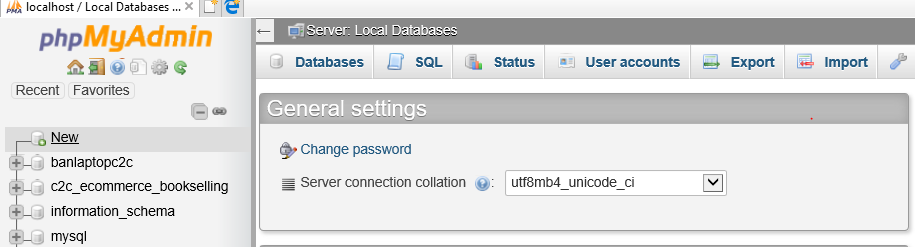 localhost / Local Databases ...
phpMyAdmin
Recent Favorites
New
banlaptopc2c
c2c_ecommerce_bookselling
information_schema
mysql
Server: Local Databases
Databases SQL Status User accounts Export Import
General settings
Change password
Server connection collation : utf8mb4_unicode_ci